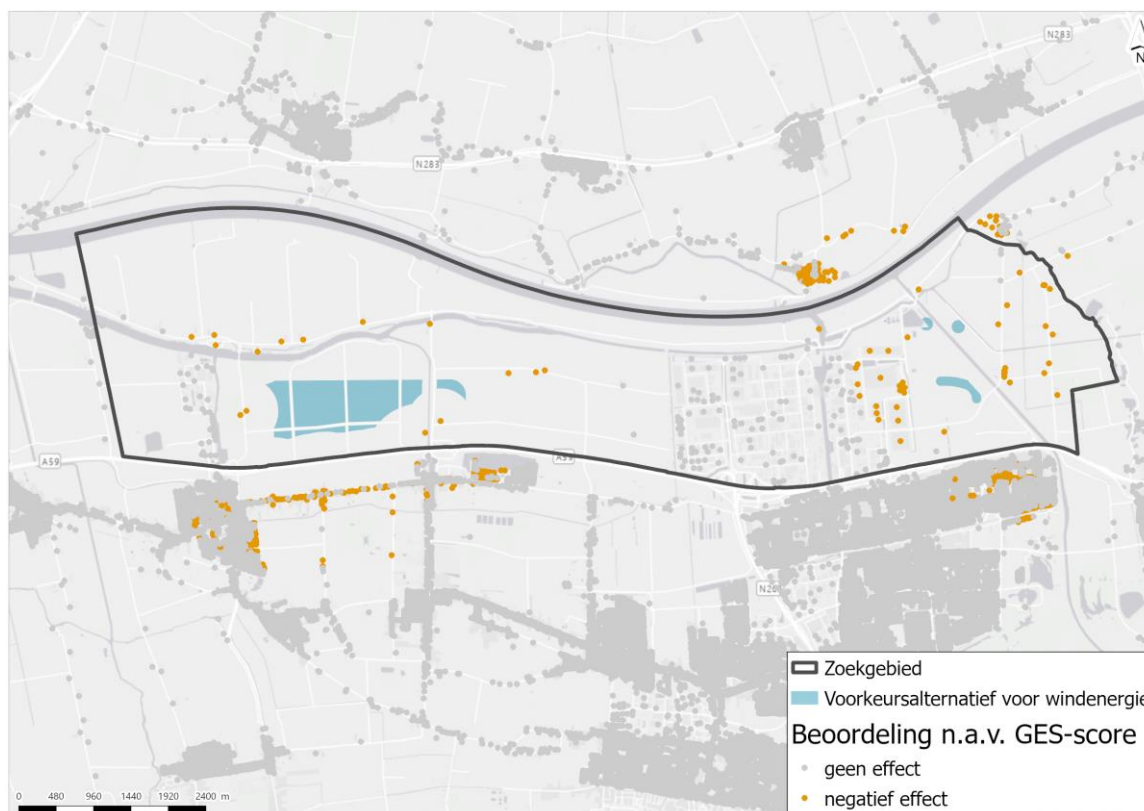 N283
N
N283
A59
A59
Zoekgebied
Voorkeursalternatief voor windenergie
Beoordeling n.a.v. GES-score
geen effect
negatief effect
0 480 960 1440 1920 2400 m